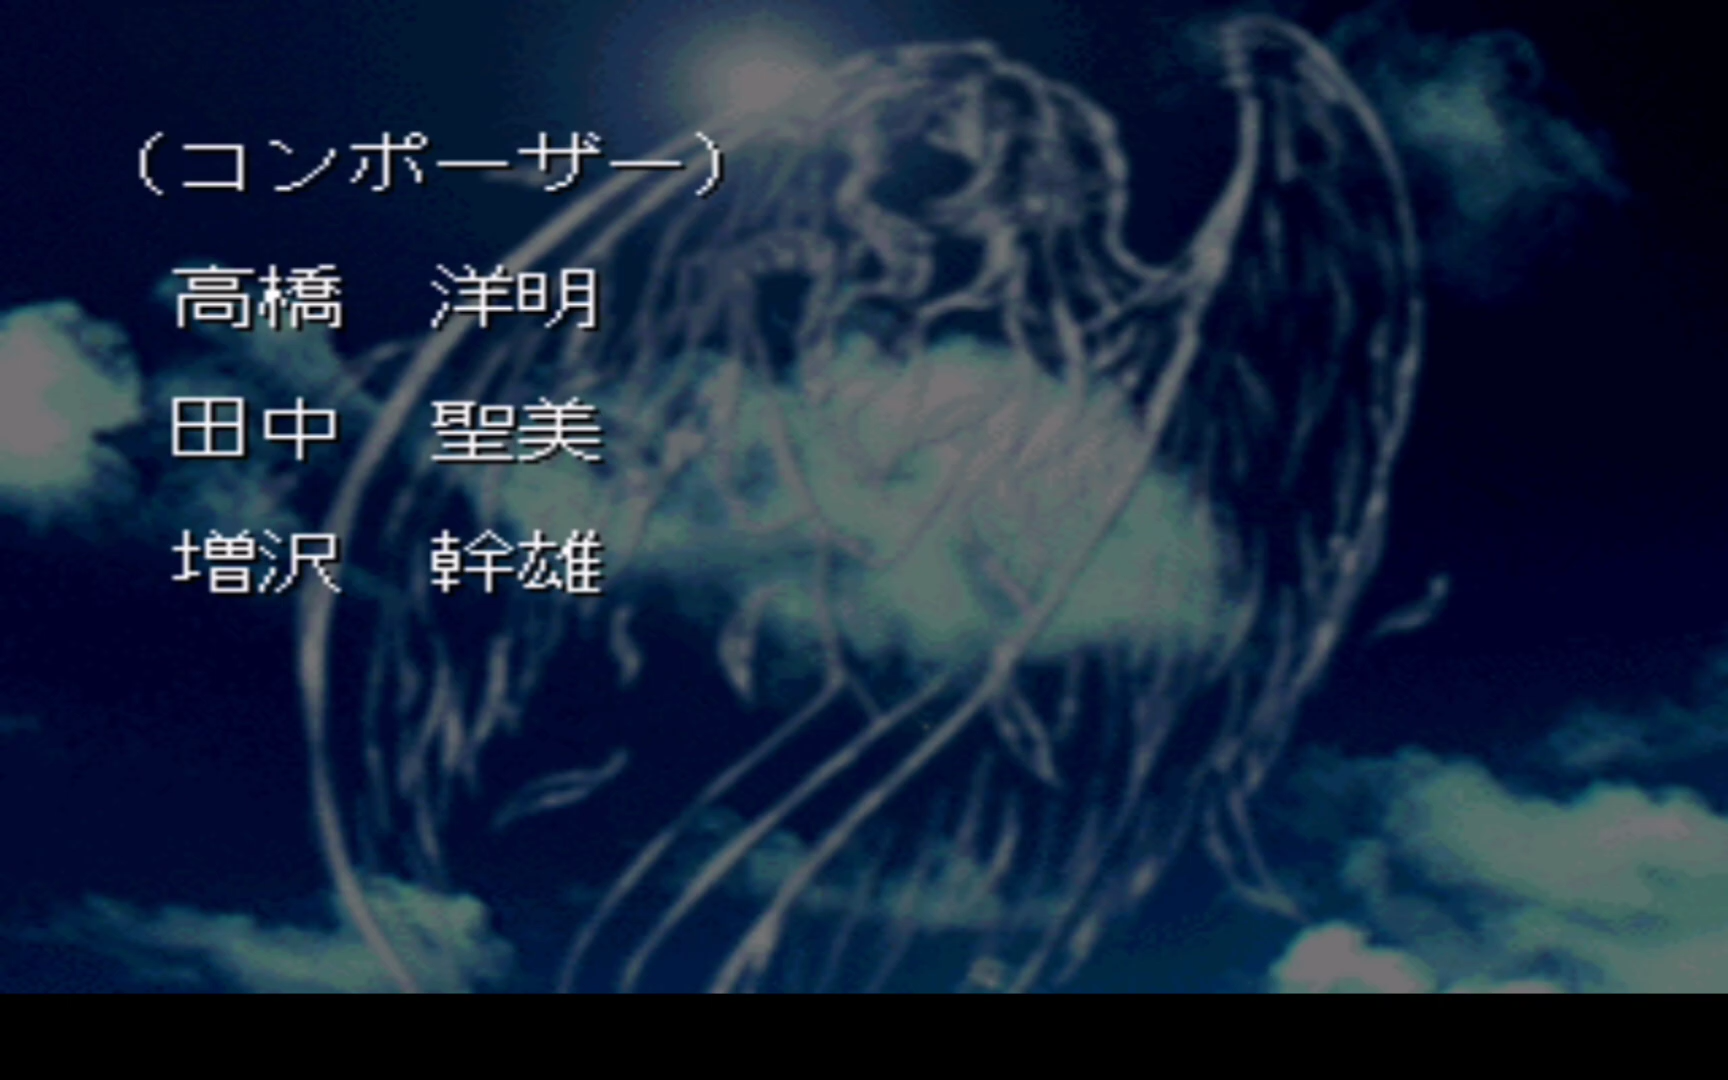 (コンポーザー)
高橋　洋明
田中　聖美
増沢　幹雄